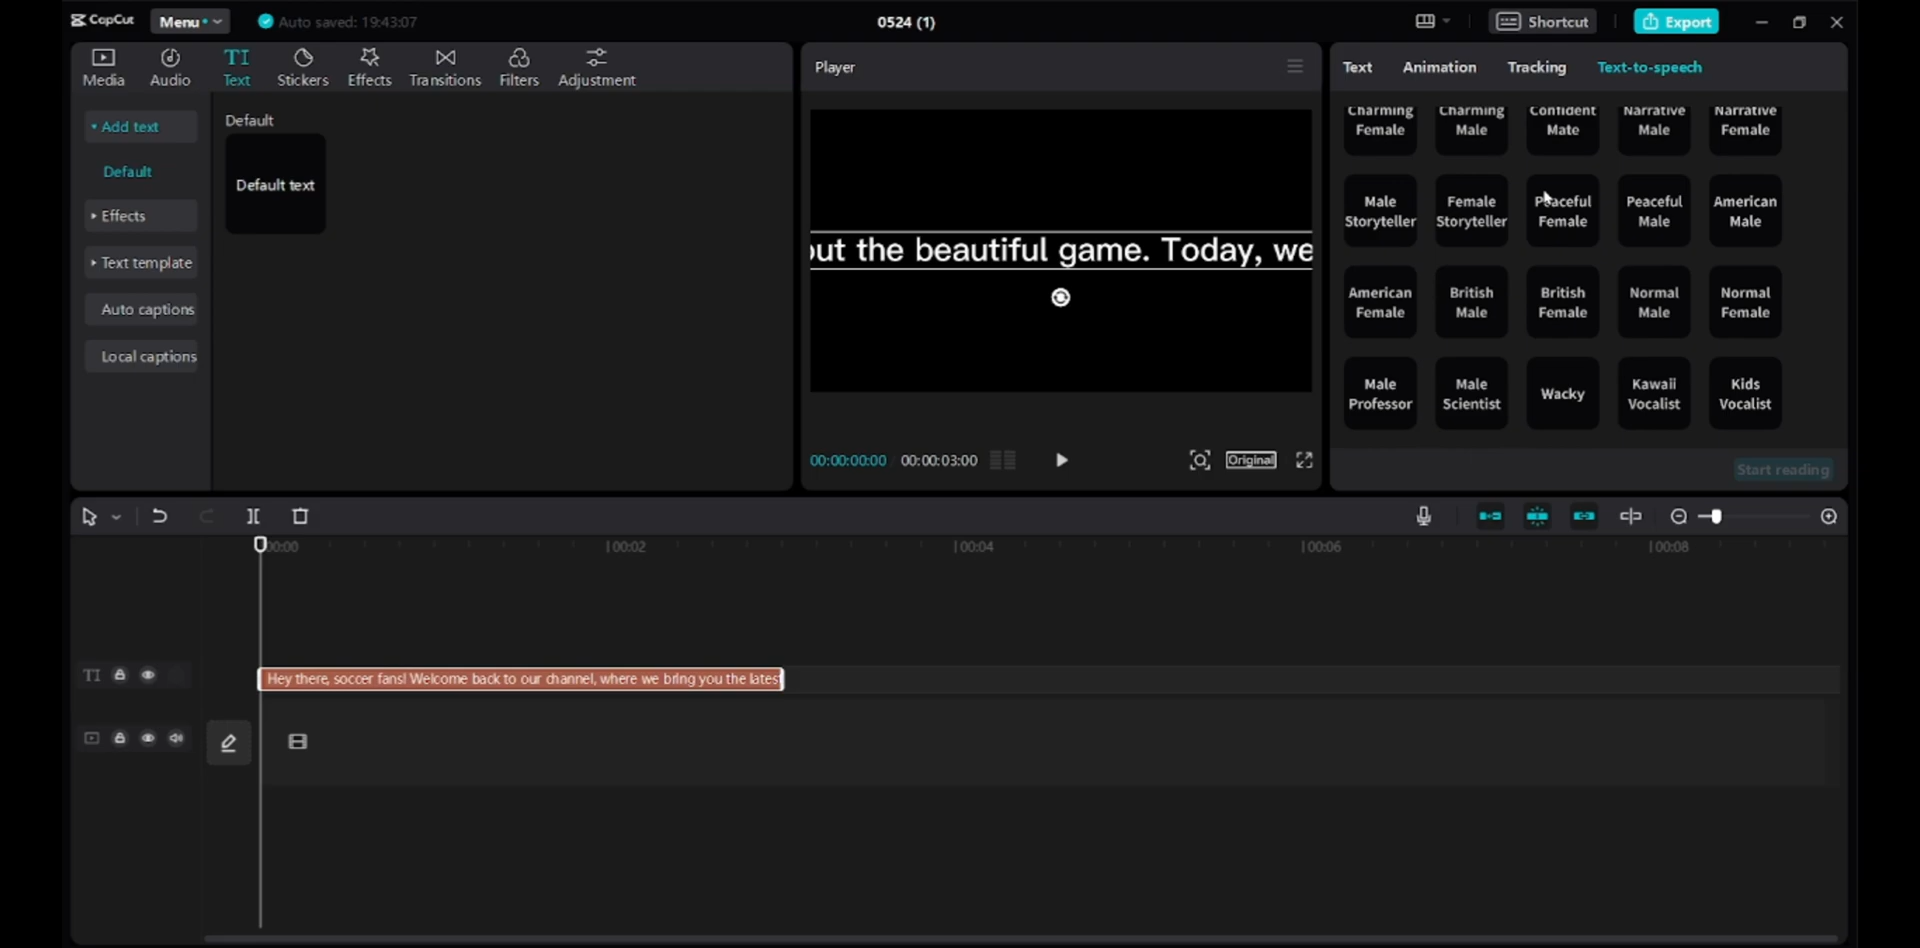 CapCut
Menu
Auto saved: 19:43:07
0524 (1)
Shortcut
Export
Media
Audio
TI
Text
Stickers
Effects
Transitions
Filters
Adjustment
Add text
Default
Effects
Text template
Auto captions
Local captions
Default
Default text
Player
out the beautiful game. Today, we
00:00:00:00
00:00:03:00
Original
Text
Animation
Tracking
Text-to-speech
Charming
Female
Charming
Male
Confident
Mate
Narrative
Male
Narrative
Female
Male
Storyteller
Female
Storyteller
Peaceful
Female
Peaceful
Male
American
Male
American
Female
British
Male
British
Female
Normal
Male
Normal
Female
Male
Professor
Male
Scientist
Wacky
Kawaii
Vocalist
Kids
Vocalist
Start reading
00:00
00:02
00:04
00:06
00:08
TI
Hey there, soccer fans! Welcome back to our channel, where we bring you the latest